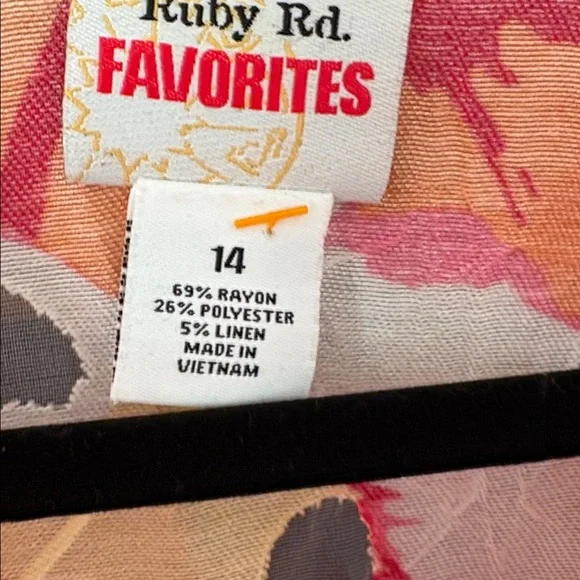 Ruby Rd.
FAVORITES
14
69% RAYON
26% POLYESTER
5% LINEN
MADE IN
VIETNAM